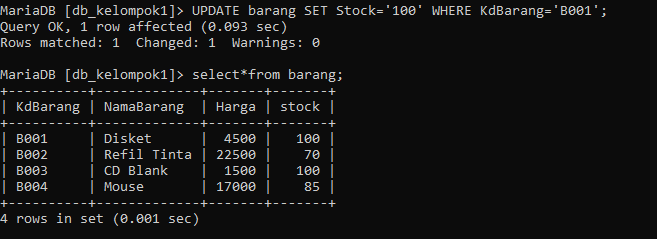 MariaDB [db_kelompok1]> UPDATE barang SET Stock='100' WHERE KdBarang='B001';
Query OK, 1 row affected (0.093 sec)
Rows matched: 1  Changed: 1  Warnings: 0

MariaDB [db_kelompok1]> select*from barang;
+----------+-------------+-------+-------+
| KdBarang | NamaBarang  | Harga | stock |
+----------+-------------+-------+-------+
| B001     | Disket      |  4500 |   100 |
| B002     | Refil Tinta | 22500 |    70 |
| B003     | CD Blank    |  1500 |   100 |
| B004     | Mouse       | 17000 |    85 |
+----------+-------------+-------+-------+
4 rows in set (0.001 sec)